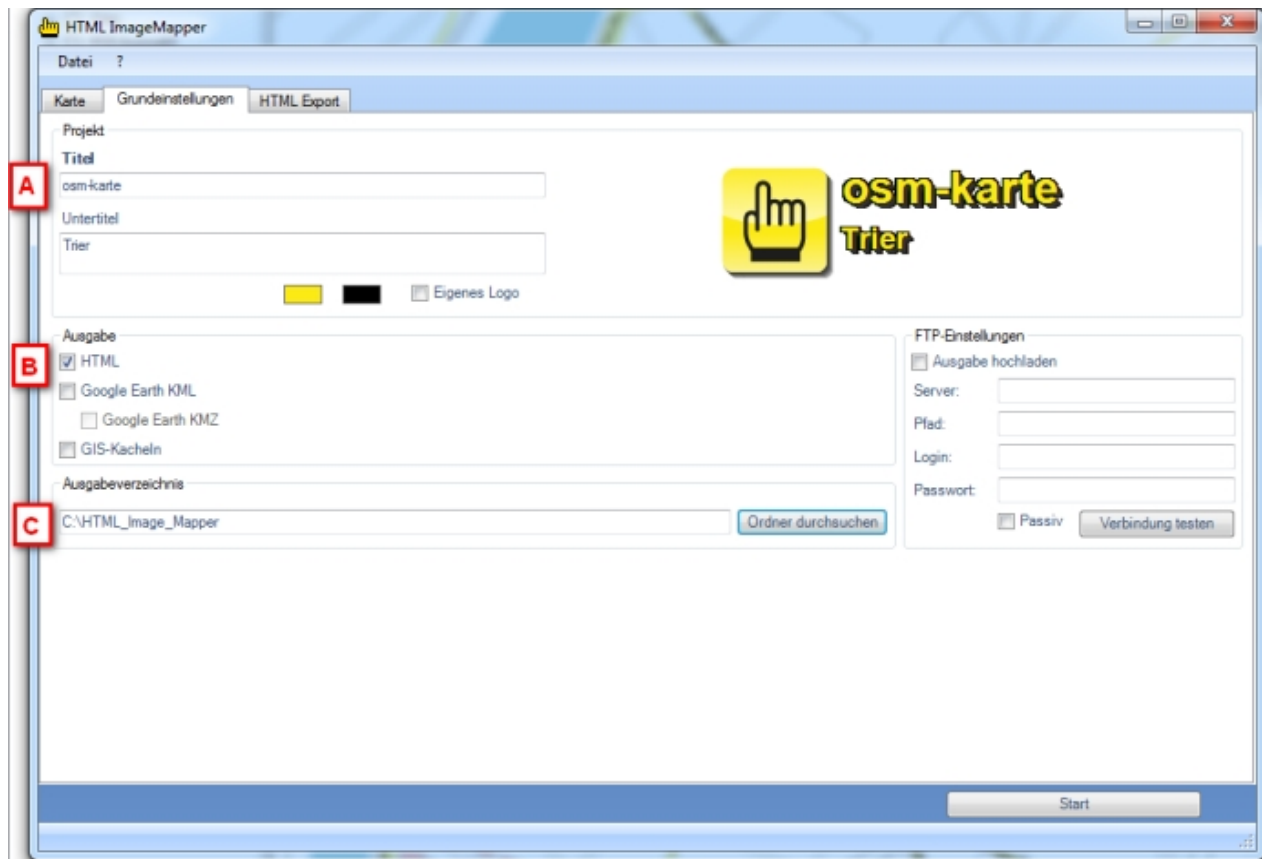 HTML ImageMapper
Datei ?
Karte Grundeinstellungen HTML Export
Projekt
Titel
A
osm-karte
Untertitel
Trier
Eigenes Logo
osm-karte
Trier
Ausgabe
B
HTML
Google Earth KML
Google Earth KMZ
GIS-Kacheln
Ausgabeverzeichnis
C
C:\HTML_Image_Mapper
Ordner durchsuchen
FTP-Einstellungen
Ausgabe hochladen
Server:
Pfad:
Login:
Passwort:
Passiv
Verbindung testen
Start